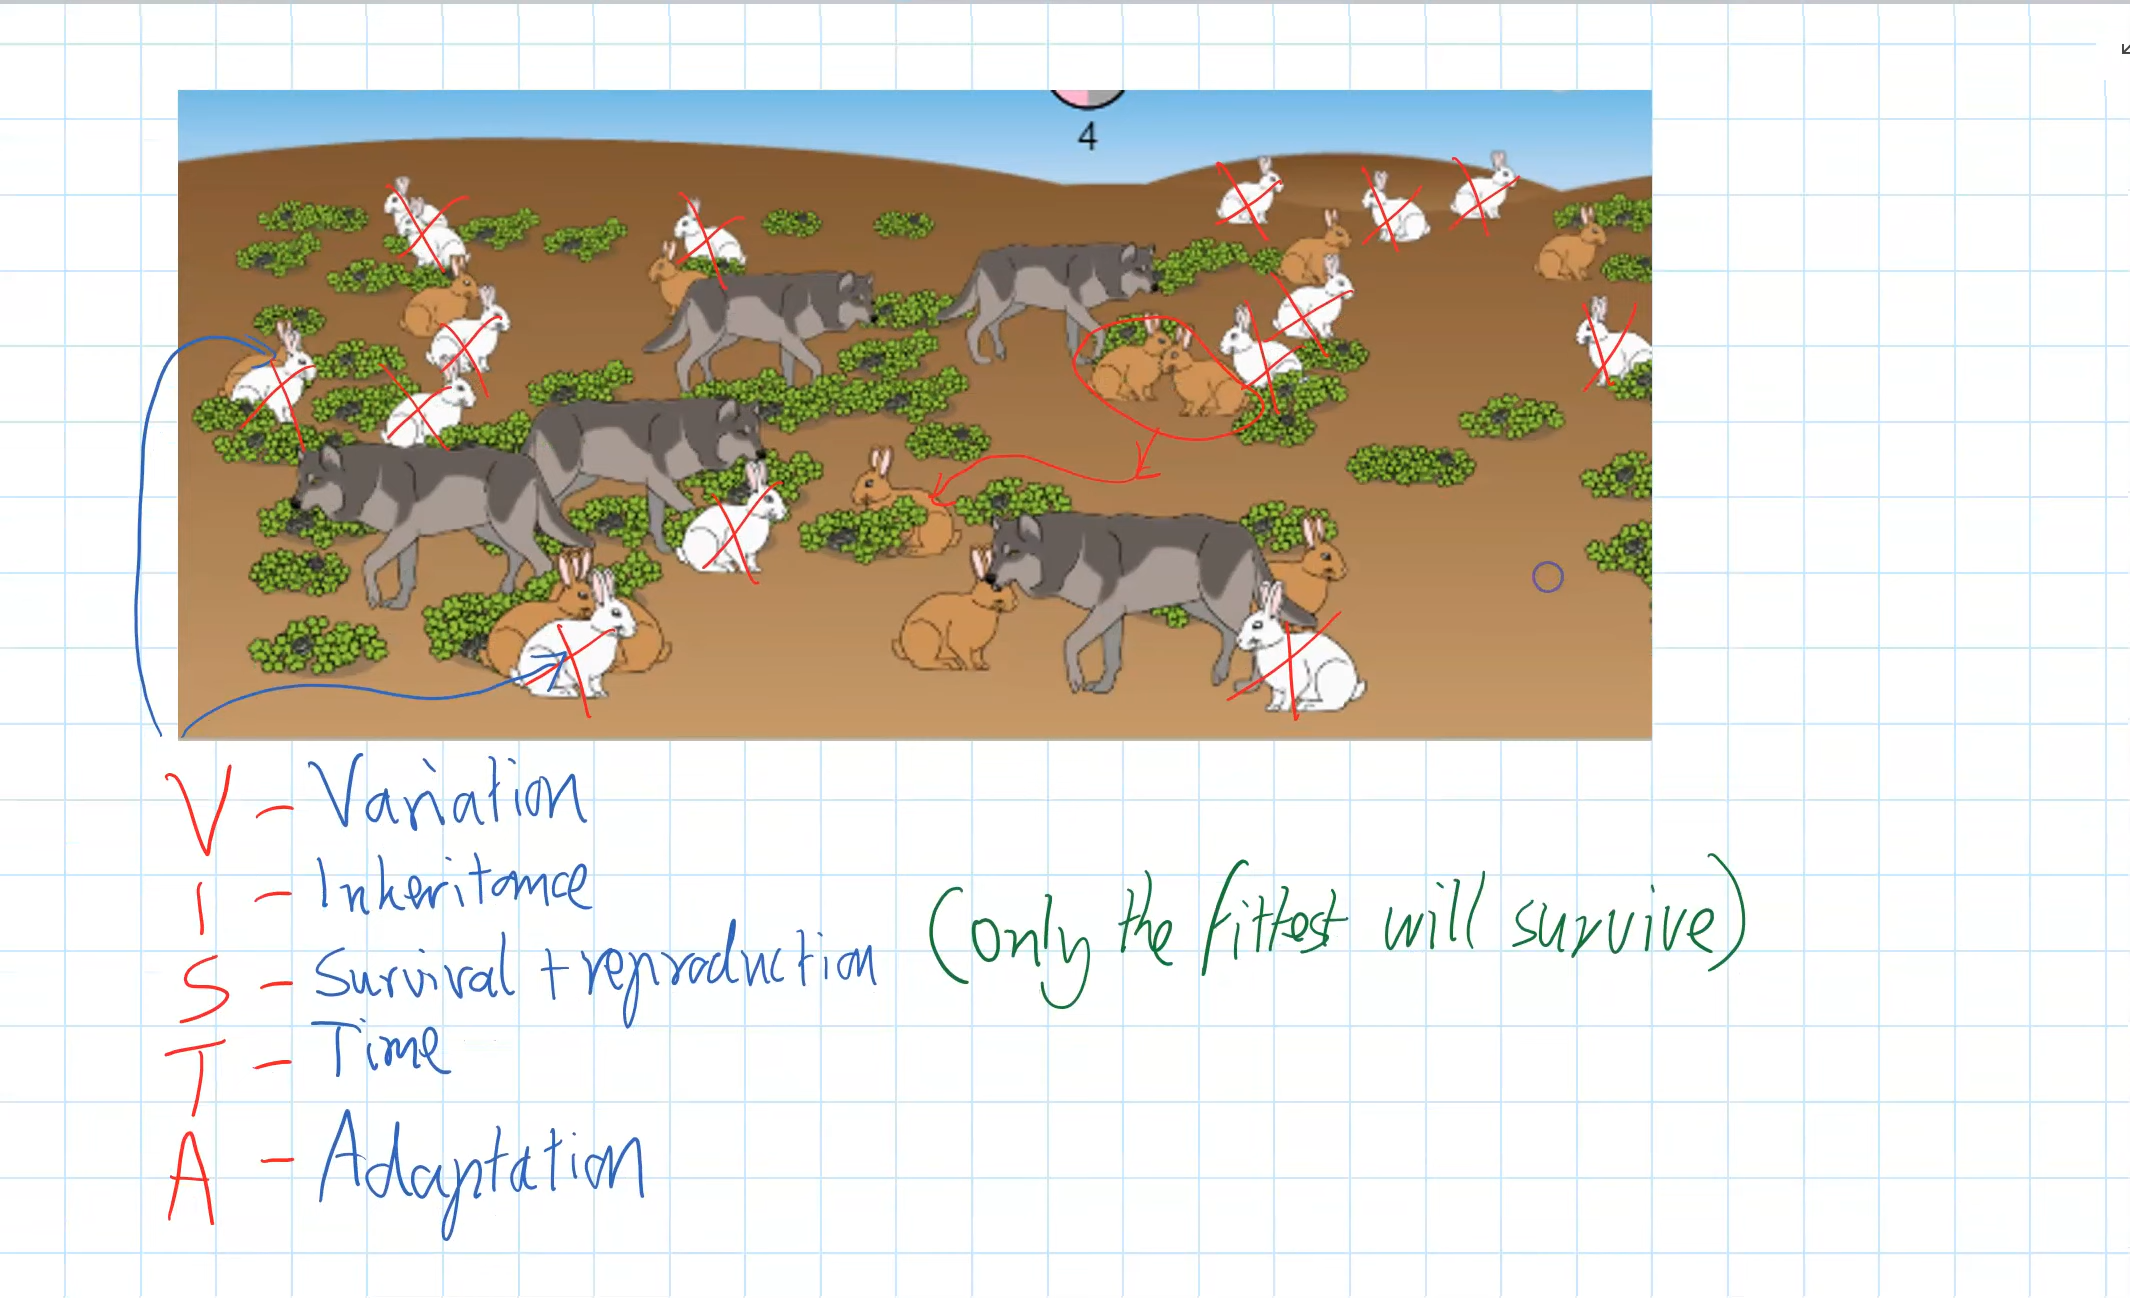 4
V - Variation
I - Inheritance
S - Survival + reproduction (only the fittest will survive)
T - Time
A - Adaptation